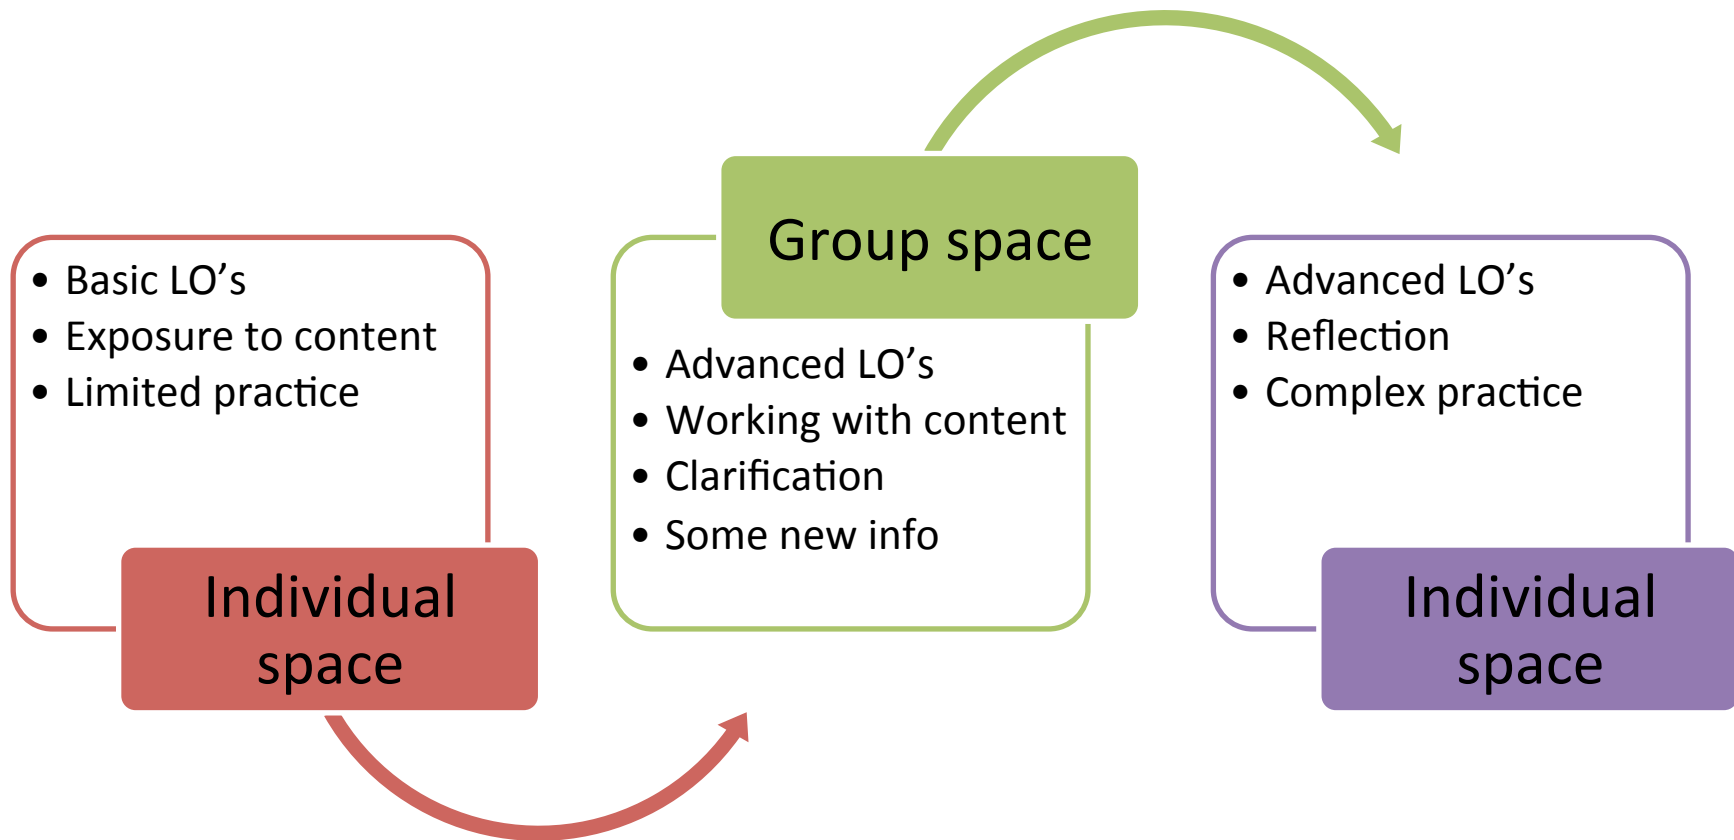 • Basic LO’s
• Exposure to content
• Limited practice
Individual
space
Group space
• Advanced LO’s
• Working with content
• Clarification
• Some new info
• Advanced LO’s
• Reflection
• Complex practice
Individual
space